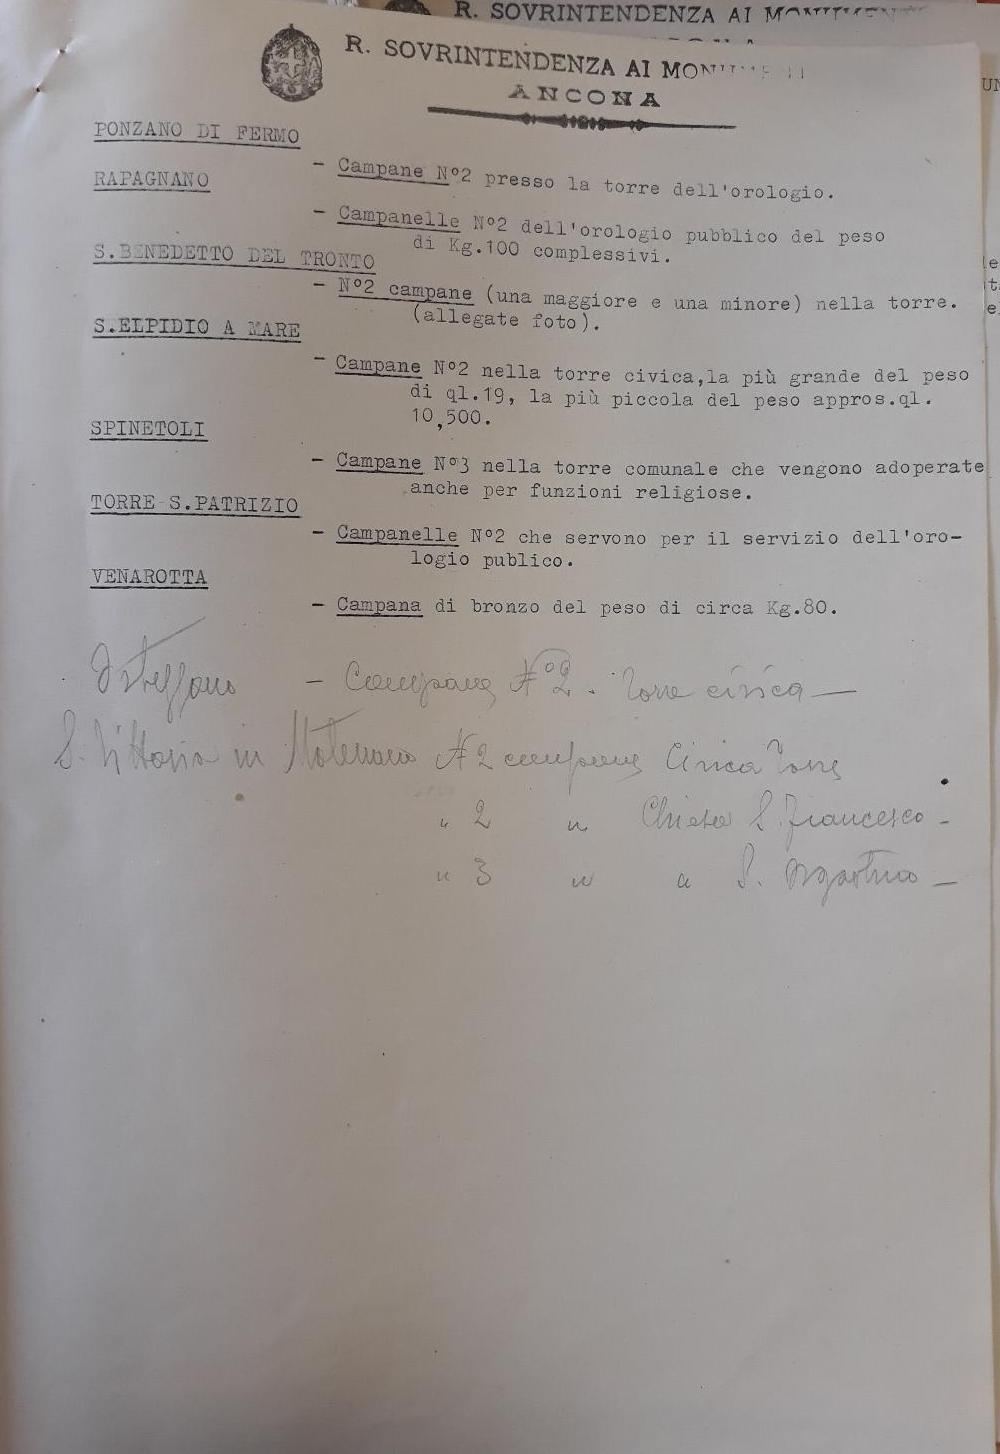 R. SOVRINTENDENZA AI
R. SOVRINTENDENZA AI
ANCONA
PONZANO DI FERMO
- Campane N°2 presso la torre dell'orologio.
RAPAGNANO
- Campanelle N°2 dell'orologio pubblico del peso
di Kg.100 complessivi.
S.BENEDETTO DEL TRONTO
- N°2 campane (una maggiore e una minore) nella torre.
(allegate foto).
S.ELPIDIO A MARE
- Campane N°2 nella torre civica,la più grande del peso
di ql.19, la più piccola del peso appros.ql.
10,500.
SPINETOLI
- Campane N°3 nella torre comunale che vengono adoperate
anche per funzioni religiose.
TORRE S.PATRIZIO
- Campanelle N°2 che servono per il servizio dell'oro-
logio publico.
VENAROTTA
- Campana di bronzo del peso di circa Kg.80.
- Campane N°2. Torre civica -
S. Vittoria in Matenano N 2 campane Civica Torre
" 2 " Chiesa S. Francesco -
" 3 " " S. Agostino -